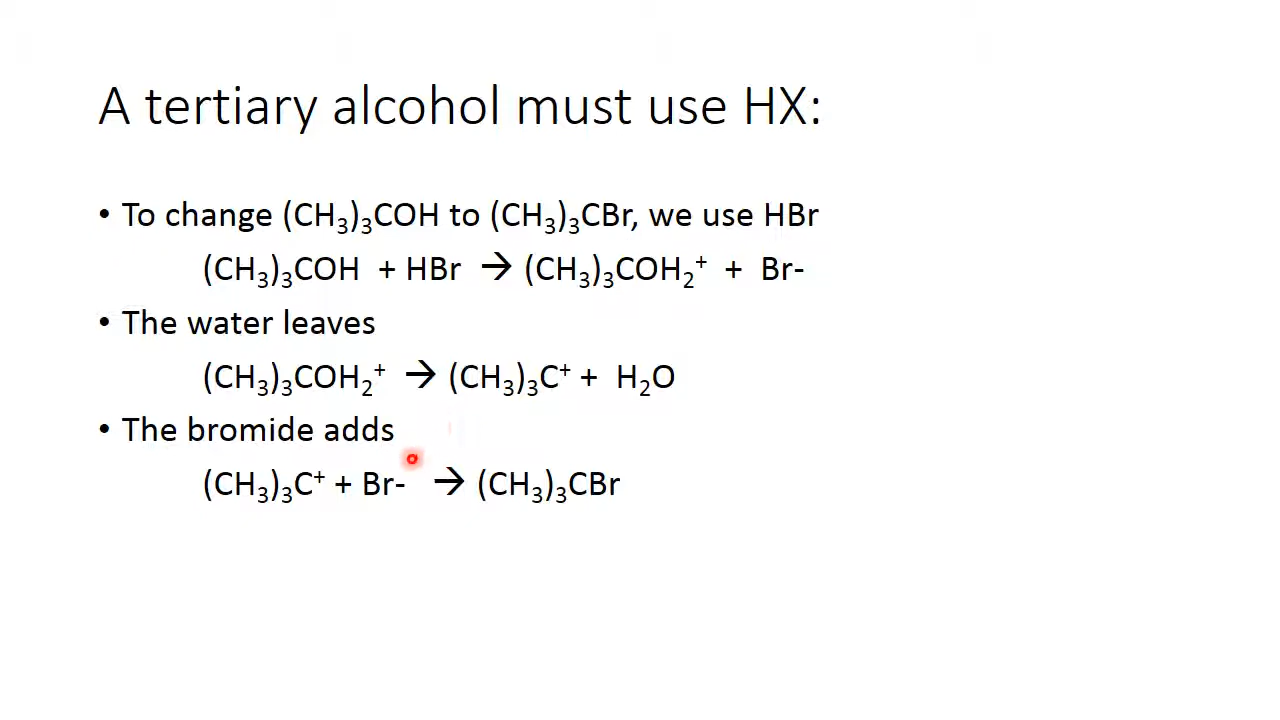 A tertiary alcohol must use HX:
• To change (CH₃)₃COH to (CH₃)₃CBr, we use HBr
(CH₃)₃COH + HBr → (CH₃)₃COH₂⁺ + Br-
• The water leaves
(CH₃)₃COH₂⁺ → (CH₃)₃C⁺ + H₂O
• The bromide adds
(CH₃)₃C⁺ + Br- → (CH₃)₃CBr